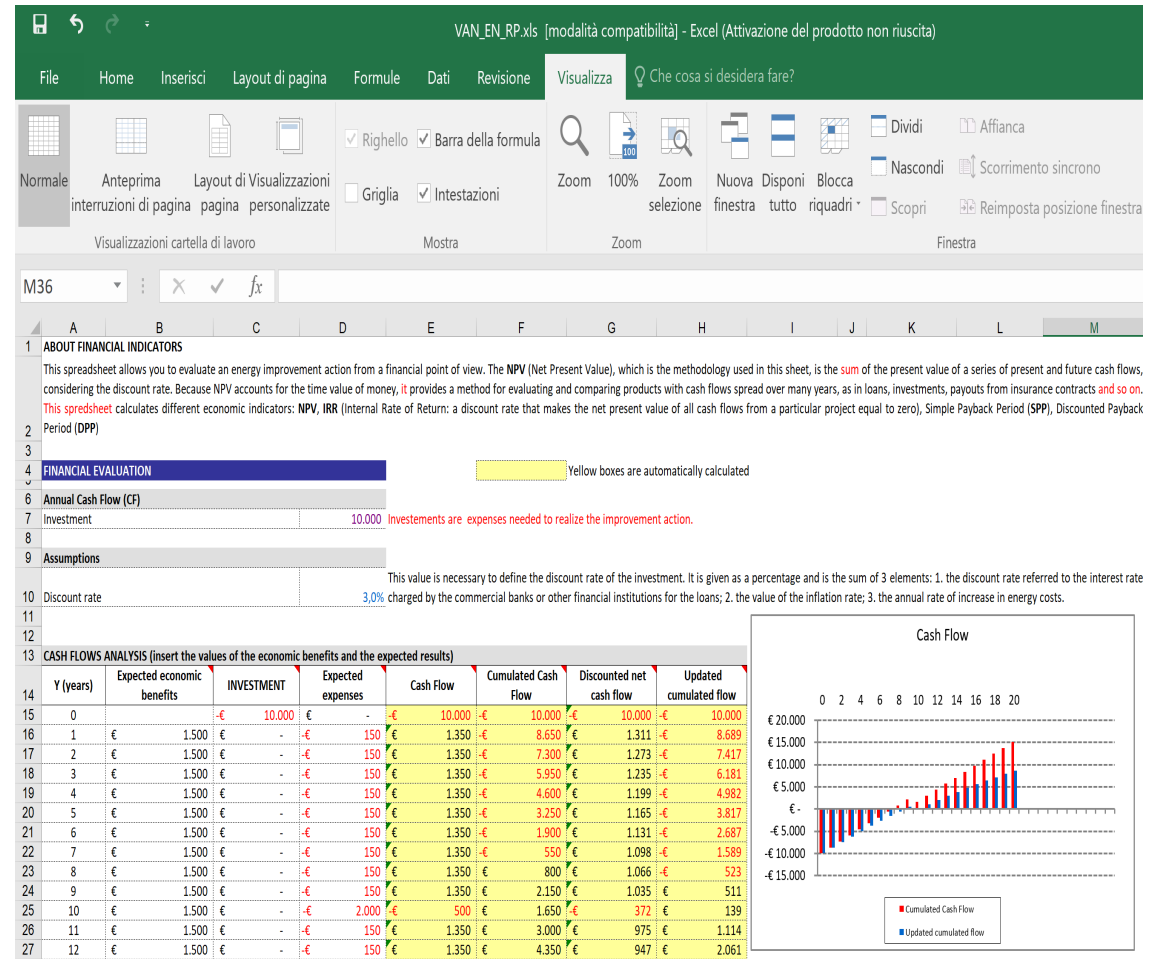 VAN_EN_RP.xls [modalità compatibilità] - Excel (Attivazione del prodotto non riuscita)
File Home Inserisci Layout di pagina Formule Dati Revisione Visualizza Che cosa si desidera fare?
Normale
Anteprima interruzioni di pagina
Layout di pagina
Visualizzazioni personalizzate
Visualizzazioni cartella di lavoro
Righello Barra della formula
Griglia Intestazioni
Mostra
Zoom
100
100%
Zoom selezione
Zoom
Nuova finestra
Disponi tutto
Blocca riquadri
Dividi
Nascondi
Scopri
Affianca
Scorrimento sincrono
Reimposta posizione finestra
Finestra
M36 fx
A B C D E F G H I J K L M
1 ABOUT FINANCIAL INDICATORS
This spreadsheet allows you to evaluate an energy improvement action from a financial point of view. The NPV (Net Present Value), which is the methodology used in this sheet, is the sum of the present value of a series of present and future cash flows,
considering the discount rate. Because NPV accounts for the time value of money, it provides a method for evaluating and comparing products with cash flows spread over many years, as in loans, investments, payouts from insurance contracts and so on.
This spredsheet calculates different economic indicators: NPV, IRR (Internal Rate of Return: a discount rate that makes the net present value of all cash flows from a particular project equal to zero), Simple Payback Period (SPP), Discounted Payback
2 Period (DPP)
3
4 FINANCIAL EVALUATION Yellow boxes are automatically calculated
6 Annual Cash Flow (CF)
7 Investment 10.000 Investements are expenses needed to realize the improvement action.
8
9 Assumptions
This value is necessary to define the discount rate of the investment. It is given as a percentage and is the sum of 3 elements: 1. the discount rate referred to the interest rate
10 Discount rate 3,0% charged by the commercial banks or other financial institutions for the loans; 2. the value of the inflation rate; 3. the annual rate of increase in energy costs.
11
12
13 CASH FLOWS ANALYSIS (insert the values of the economic benefits and the expected results)
14 Y (years) Expected economic benefits INVESTMENT Expected expenses Cash Flow Cumulated Cash Flow Discounted net cash flow Updated cumulated flow
15 0 -€ 10.000 € - -€ 10.000 -€ 10.000 -€ 10.000 -€ 10.000
16 1 € 1.500 € - -€ 150 € 1.350 -€ 8.650 € 1.311 -€ 8.689
17 2 € 1.500 € - -€ 150 € 1.350 -€ 7.300 € 1.273 -€ 7.417
18 3 € 1.500 € - -€ 150 € 1.350 -€ 5.950 € 1.235 -€ 6.181
19 4 € 1.500 € - -€ 150 € 1.350 -€ 4.600 € 1.199 -€ 4.982
20 5 € 1.500 € - -€ 150 € 1.350 -€ 3.250 € 1.165 -€ 3.817
21 6 € 1.500 € - -€ 150 € 1.350 -€ 1.900 € 1.131 -€ 2.687
22 7 € 1.500 € - -€ 150 € 1.350 -€ 550 € 1.098 -€ 1.589
23 8 € 1.500 € - -€ 150 € 1.350 € 800 € 1.066 -€ 523
24 9 € 1.500 € - -€ 150 € 1.350 € 2.150 € 1.035 € 511
25 10 € 1.500 € - -€ 2.000 -€ 500 € 1.650 -€ 372 € 139
26 11 € 1.500 € - -€ 150 € 1.350 € 3.000 € 975 € 1.114
27 12 € 1.500 € - -€ 150 € 1.350 € 4.350 € 947 € 2.061
Cash Flow
0 2 4 6 8 10 12 14 16 18 20
€ 20.000
€ 15.000
€ 10.000
€ 5.000
€ -
-€ 5.000
-€ 10.000
-€ 15.000
Cumulated Cash Flow
Updated cumulated flow